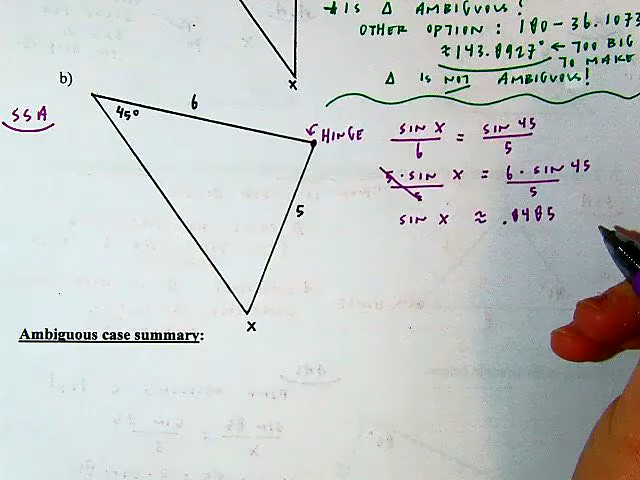 IS Δ AMBIGUOUS?
OTHER OPTION: 180 - 36.1073
≈143.8927° ← TOO BIG
TO MAKE
Δ IS NOT AMBIGUOUS!
x
b)
SSA
45°
6
HINGE
5
x
sin x / 6 = sin 45 / 5
5 · sin x / 5 = 6 · sin 45 / 5
sin x ≈ .8485
Ambiguous case summary: